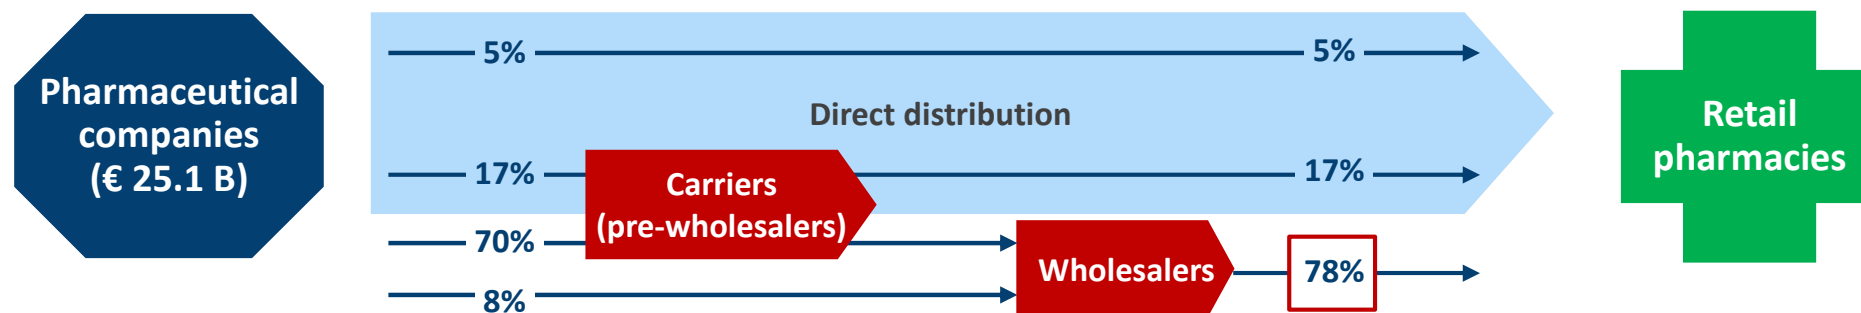 Pharmaceutical
companies
(€ 25.1 B)
5%
5%
Direct distribution
17%
Carriers
(pre-wholesalers)
17%
70%
8%
Wholesalers
78%
Retail
pharmacies